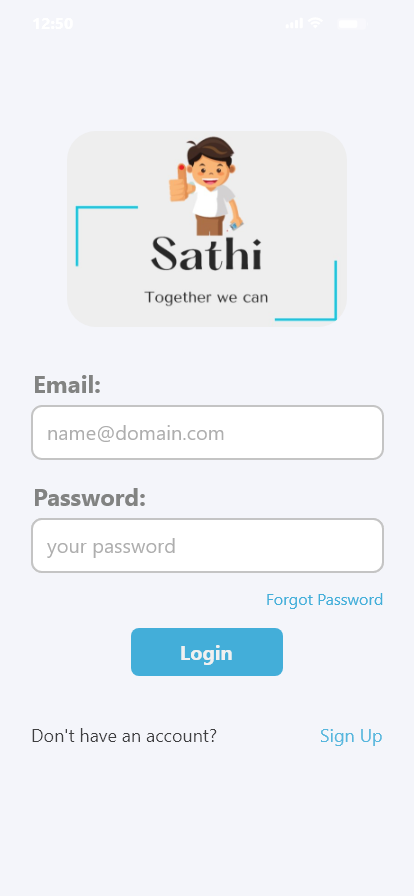 12:50
Sathi
Together we can
Email:
name@domain.com
Password:
your password
Forgot Password
Login
Don't have an account? Sign Up